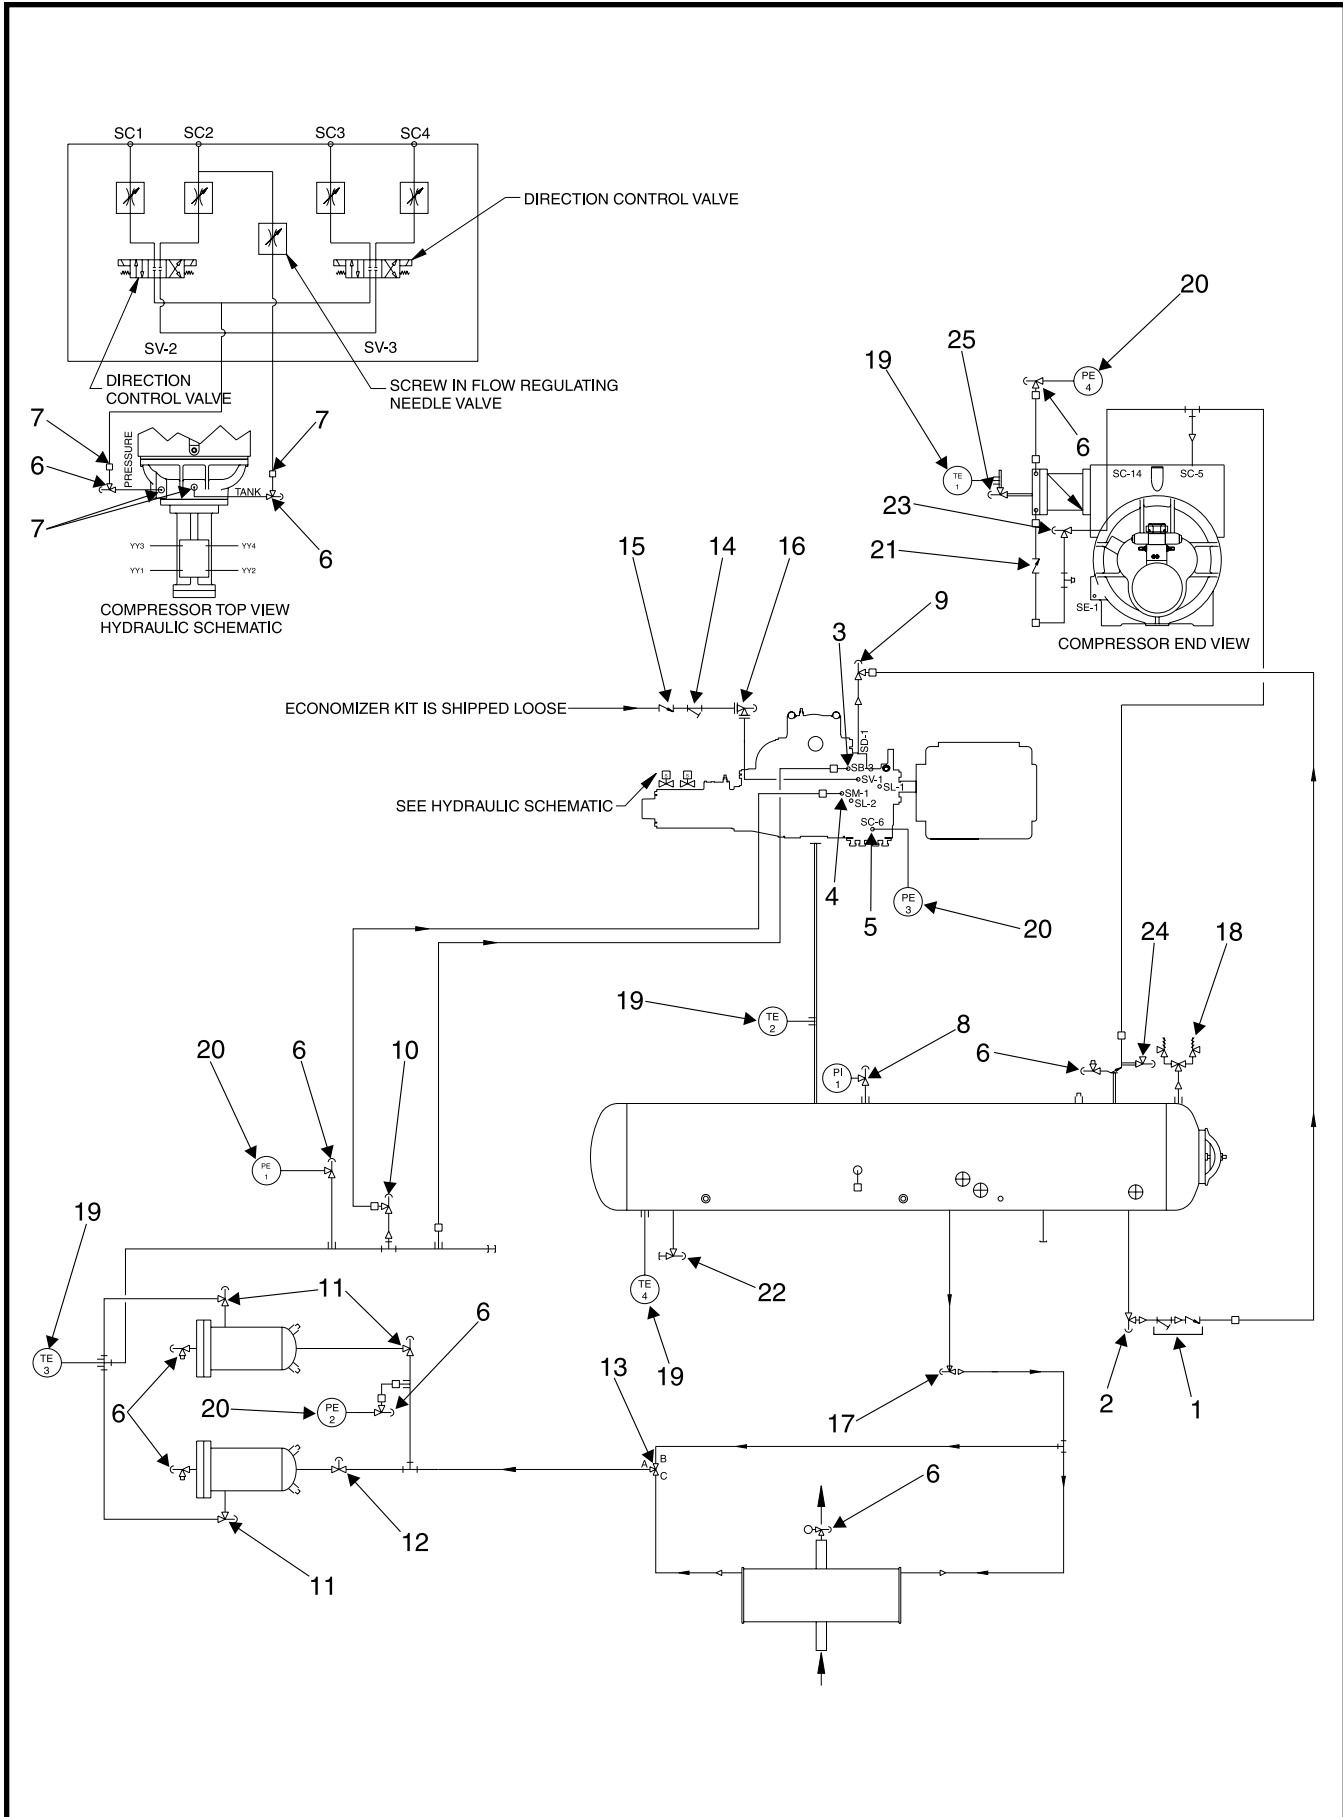 SC1 SC2 SC3 SC4
DIRECTION CONTROL VALVE
SV-2 SV-3
DIRECTION
CONTROL VALVE
SCREW IN FLOW REGULATING
NEEDLE VALVE
7
7
PRESSURE
6
TANK
7
6
YY3 YY4
YY1 YY2
COMPRESSOR TOP VIEW
HYDRAULIC SCHEMATIC
20
25
19
PE
4
6
TE
1
SC-14 SC-5
23
21
SE-1
COMPRESSOR END VIEW
15 14 16
3
9
ECONOMIZER KIT IS SHIPPED LOOSE
SD-1
SB-3
SV-1
SL-1
SM-1
SL-2
SC-6
SEE HYDRAULIC SCHEMATIC
4
5
PE
3
20
24 18
19
TE
2
8
6
PI
1
20 6 10
20
PE
1
19
TE
3
11
6
TE
4
22
19
6
20
PE
2
6
13
A B
C
17
2 1
12
11
6